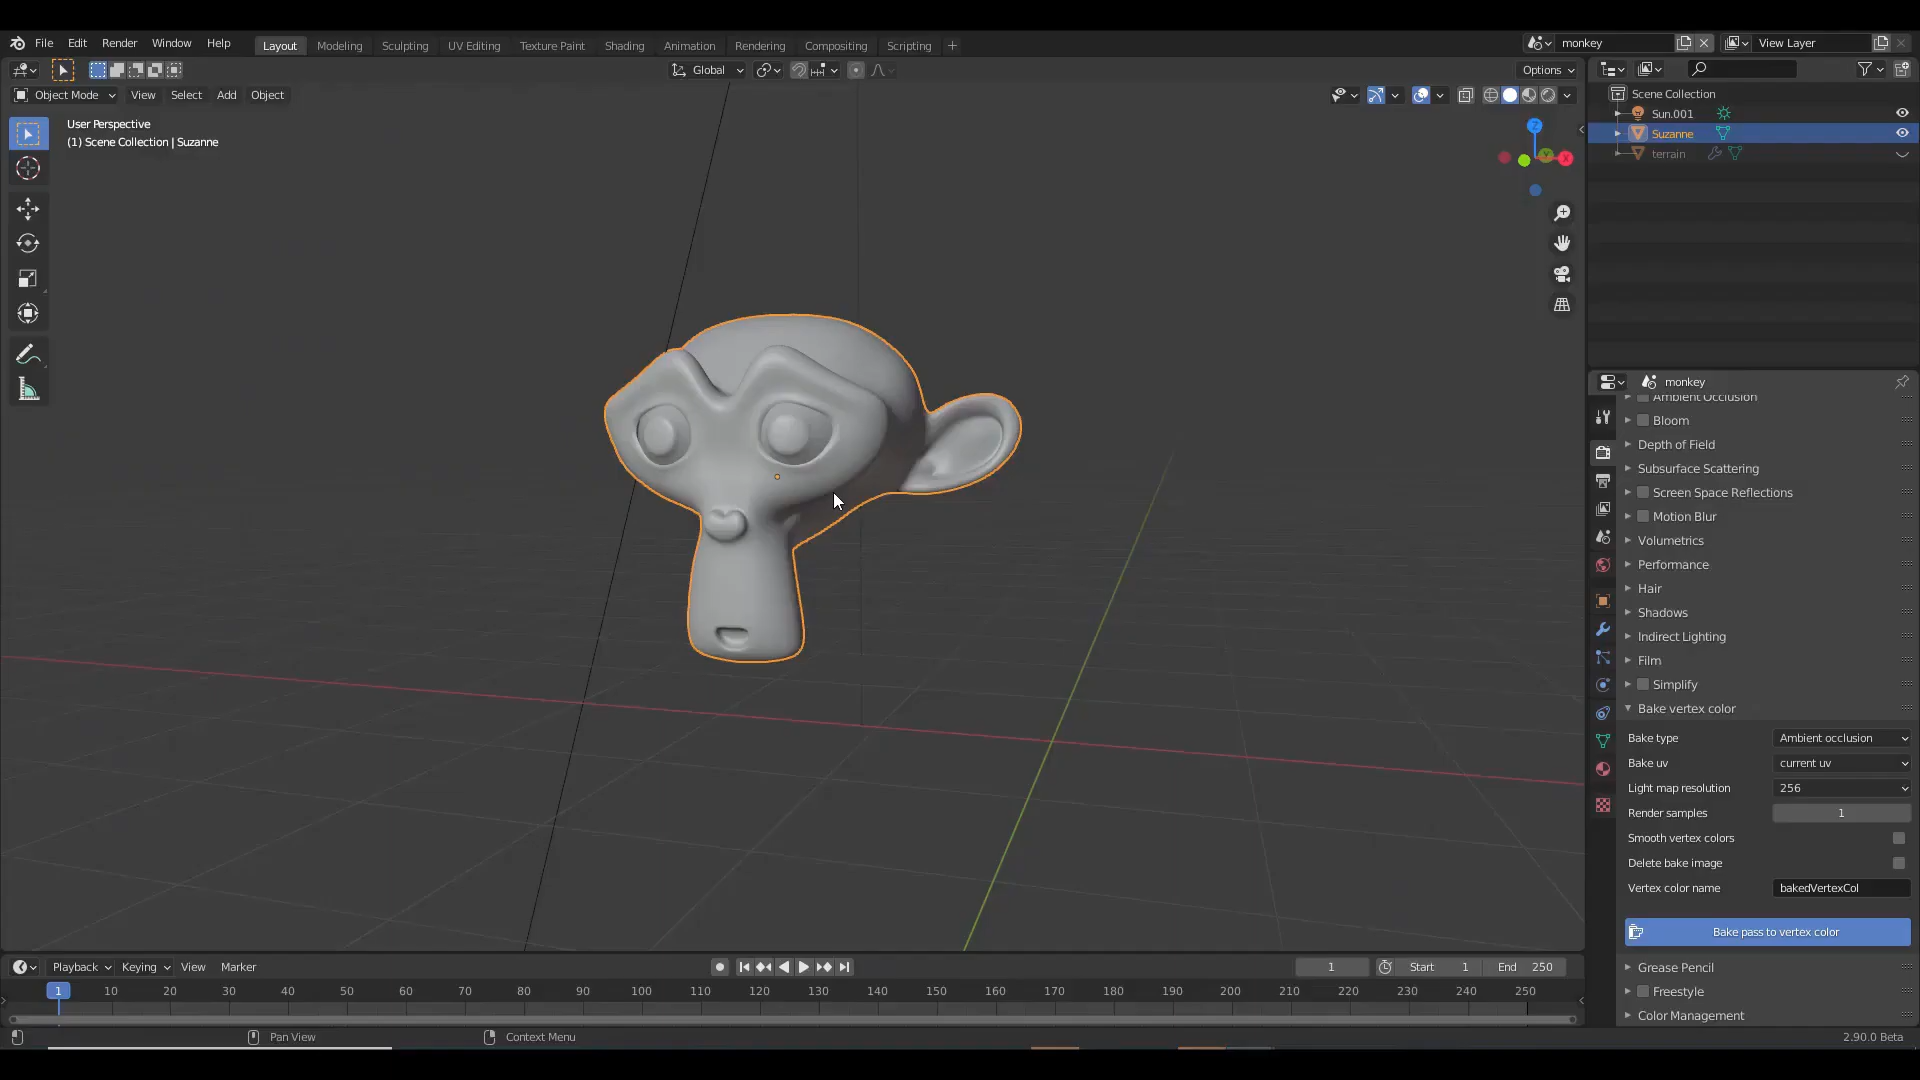 File Edit Render Window Help Layout Modeling Sculpting UV Editing Texture Paint Shading Animation Rendering Compositing Scripting + monkey View Layer
Global Options
Object Mode View Select Add Object
User Perspective
(1) Scene Collection | Suzanne
Z
Y
X
Scene Collection
Sun.001
Suzanne
terrain
monkey
Ambient Occlusion
Bloom
Depth of Field
Subsurface Scattering
Screen Space Reflections
Motion Blur
Volumetrics
Performance
Hair
Shadows
Indirect Lighting
Film
Simplify
Bake vertex color
Bake type Ambient occlusion
Bake uv current uv
Light map resolution 256
Render samples 1
Smooth vertex colors
Delete bake image
Vertex color name bakedVertexCol
Bake pass to vertex color
Grease Pencil
Freestyle
Color Management
Playback Keying View Marker 1 Start 1 End 250
1 10 20 30 40 50 60 70 80 90 100 110 120 130 140 150 160 170 180 190 200 210 220 230 240 250
Pan View Context Menu 2.90.0 Beta